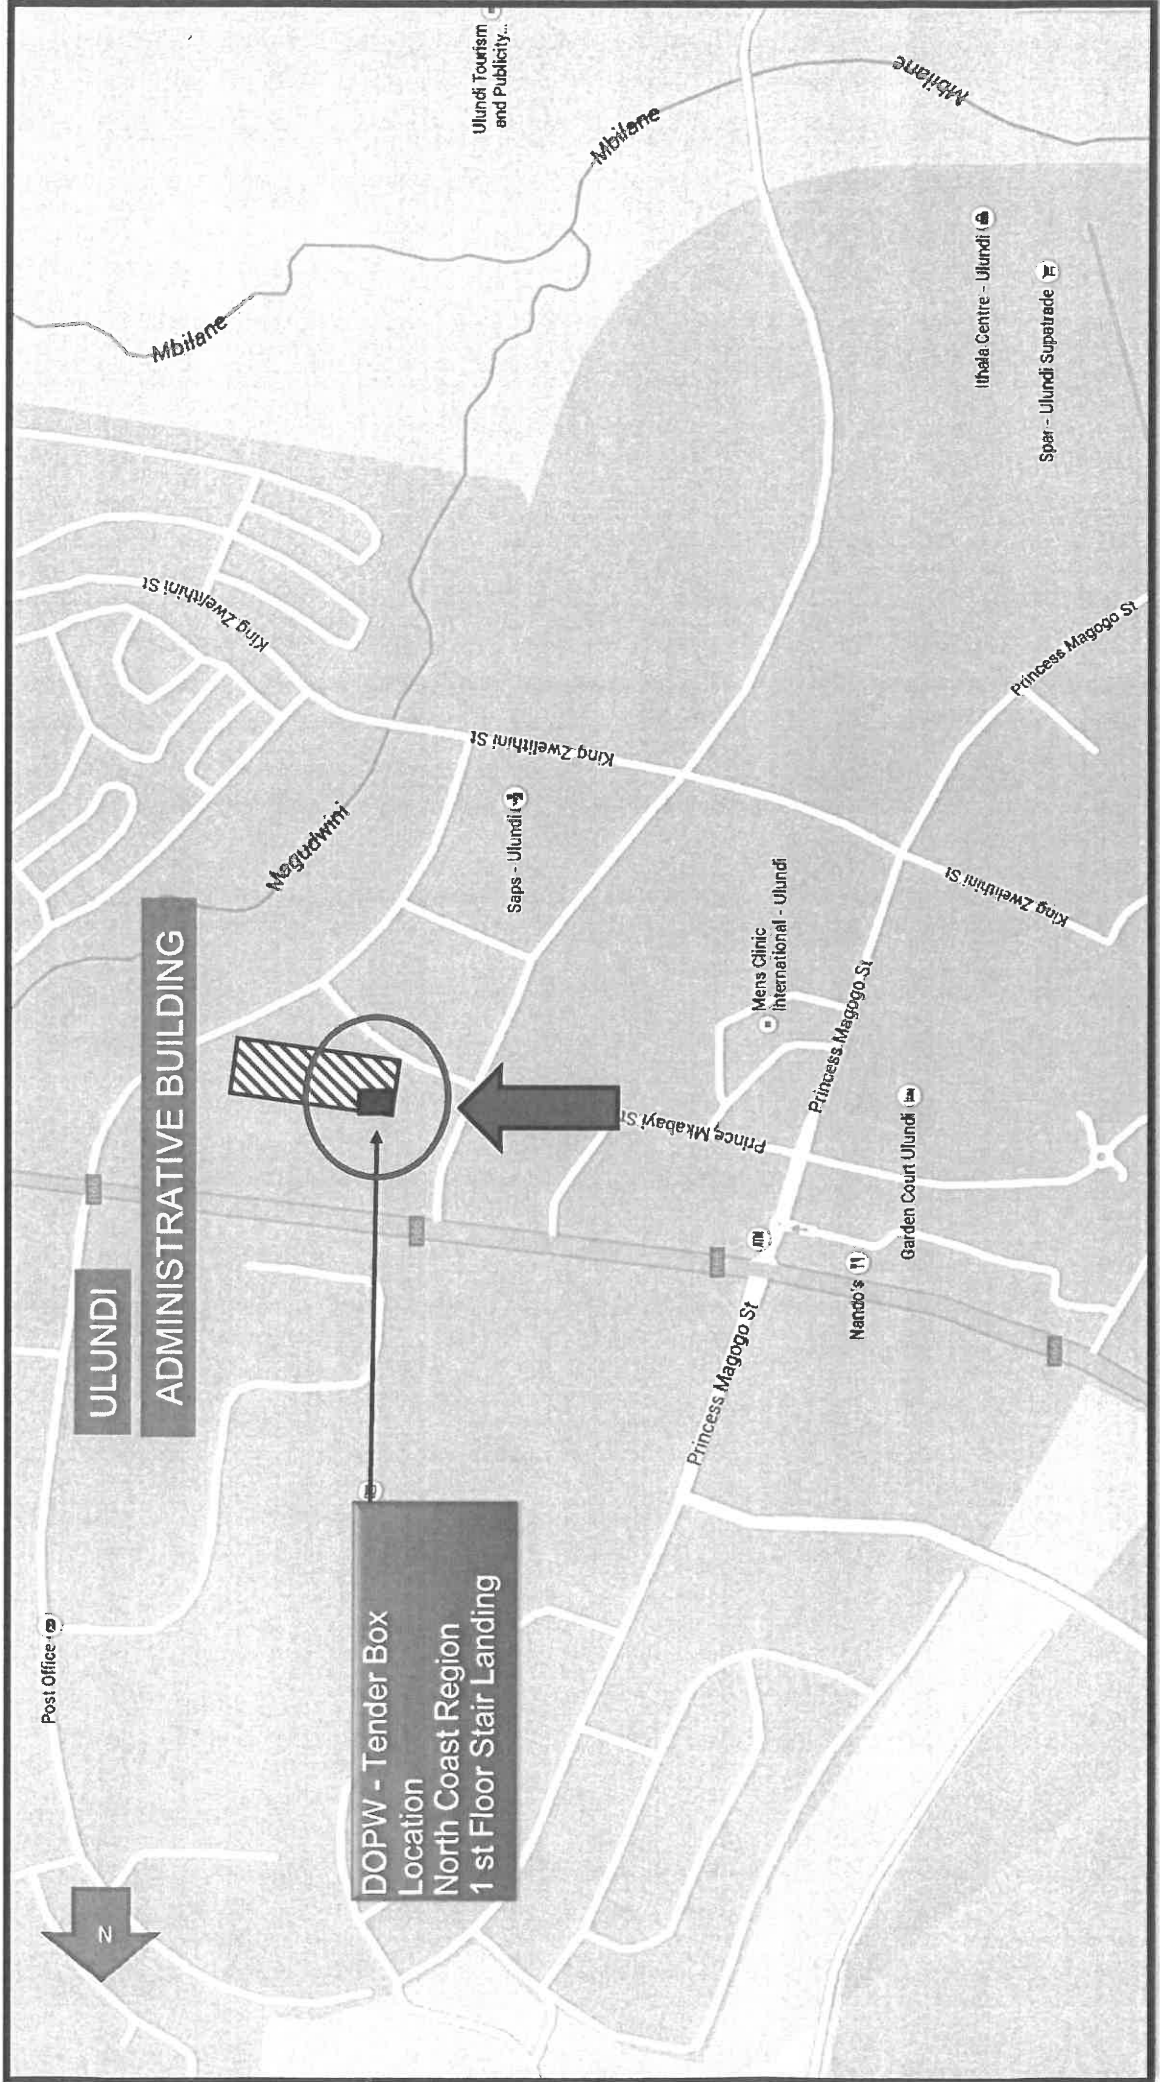 Post Office
ULUNDI
ADMINISTRATIVE BUILDING
N
Mbilane
King Zwelithini St
Magudwini
DOPW - Tender Box
Location
North Coast Region
1 st Floor Stair Landing
Ulundi Tourism
and Publicity...
Saps - Ulundi
King Zwelithini St
Mbilane
Prince Mkabayi St
Mens Clinic
International - Ulundi
Princess Magogo St
ATM
Princess Magogo St
Nando's
Garden Court Ulundi
King Zwelithini St
Mbilane
Ithala Centre - Ulundi
Spar - Ulundi Supatrade
Princess Magogo St